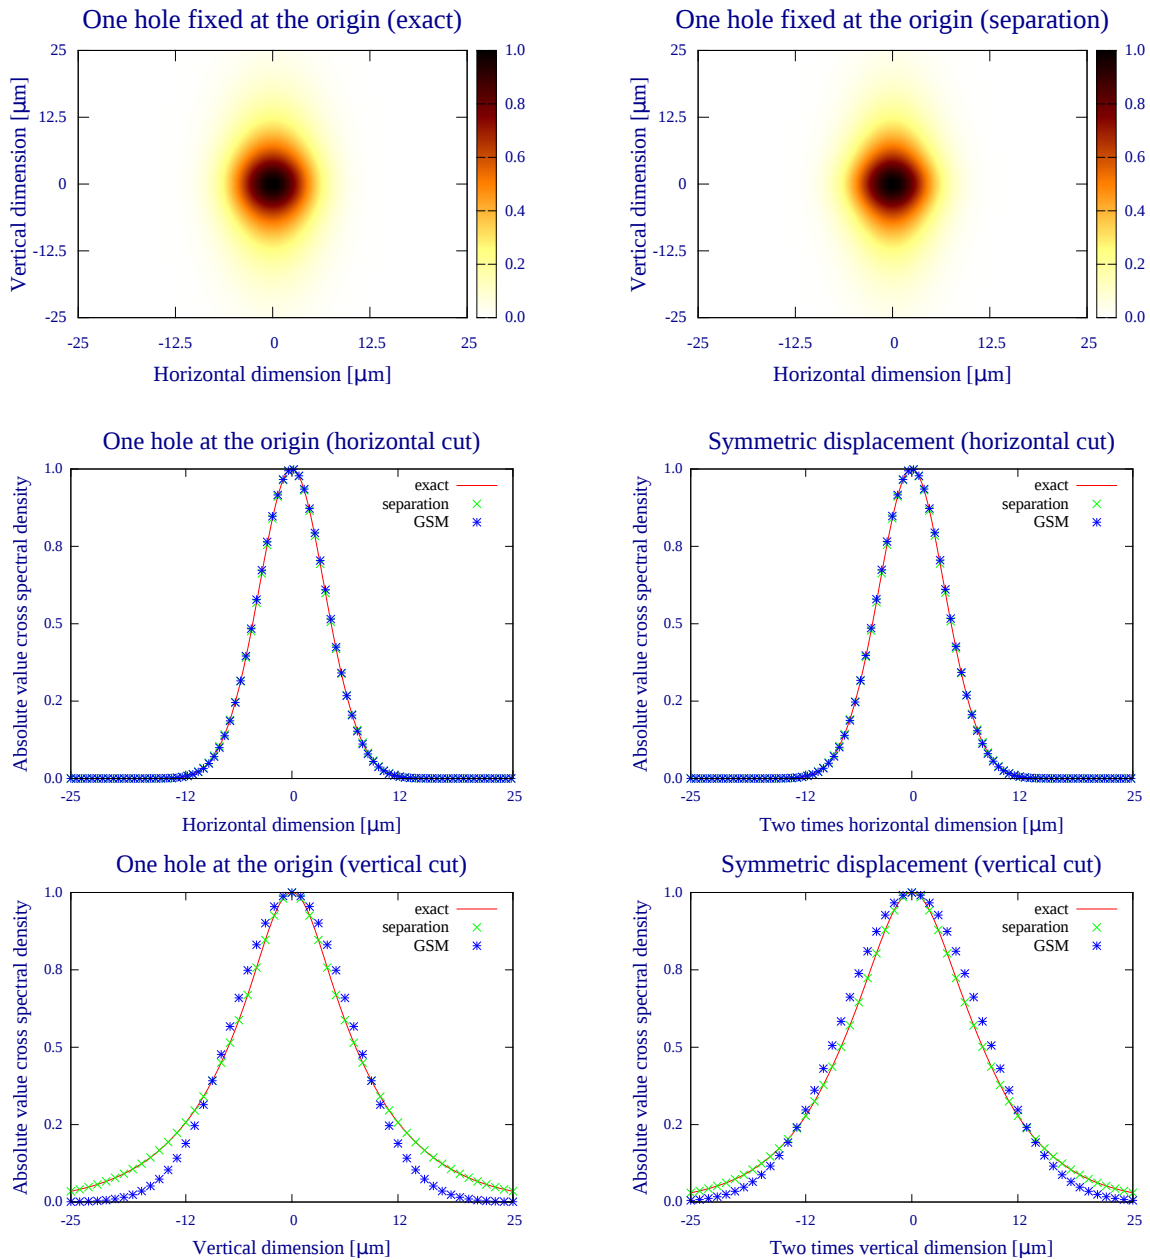 One hole fixed at the origin (exact)
25
12.5
0
-12.5
-25
Vertical dimension [μm]
-25 -12.5 0 12.5 25
Horizontal dimension [μm]
1.0
0.8
0.6
0.4
0.2
0.0
One hole fixed at the origin (separation)
25
12.5
0
-12.5
-25
Vertical dimension [μm]
-25 -12.5 0 12.5 25
Horizontal dimension [μm]
1.0
0.8
0.6
0.4
0.2
0.0
One hole at the origin (horizontal cut)
Absolute value cross spectral density
1.0
0.8
0.5
0.2
0.0
exact
separation
GSM
-25 -12 0 12 25
Horizontal dimension [μm]
Symmetric displacement (horizontal cut)
Absolute value cross spectral density
1.0
0.8
0.5
0.2
0.0
exact
separation
GSM
-25 -12 0 12 25
Two times horizontal dimension [μm]
One hole at the origin (vertical cut)
Absolute value cross spectral density
1.0
0.8
0.5
0.2
0.0
exact
separation
GSM
-25 -12 0 12 25
Vertical dimension [μm]
Symmetric displacement (vertical cut)
Absolute value cross spectral density
1.0
0.8
0.5
0.2
0.0
exact
separation
GSM
-25 -12 0 12 25
Two times vertical dimension [μm]